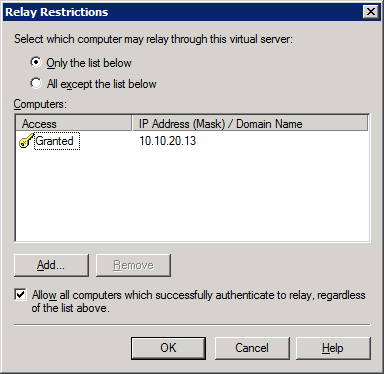 Relay Restrictions
Select which computer may relay through this virtual server:
Only the list below
All except the list below
Computers:
Access IP Address (Mask) / Domain Name
Granted 10.10.20.13
Add... Remove
Allow all computers which successfully authenticate to relay, regardless
of the list above.
OK Cancel Help